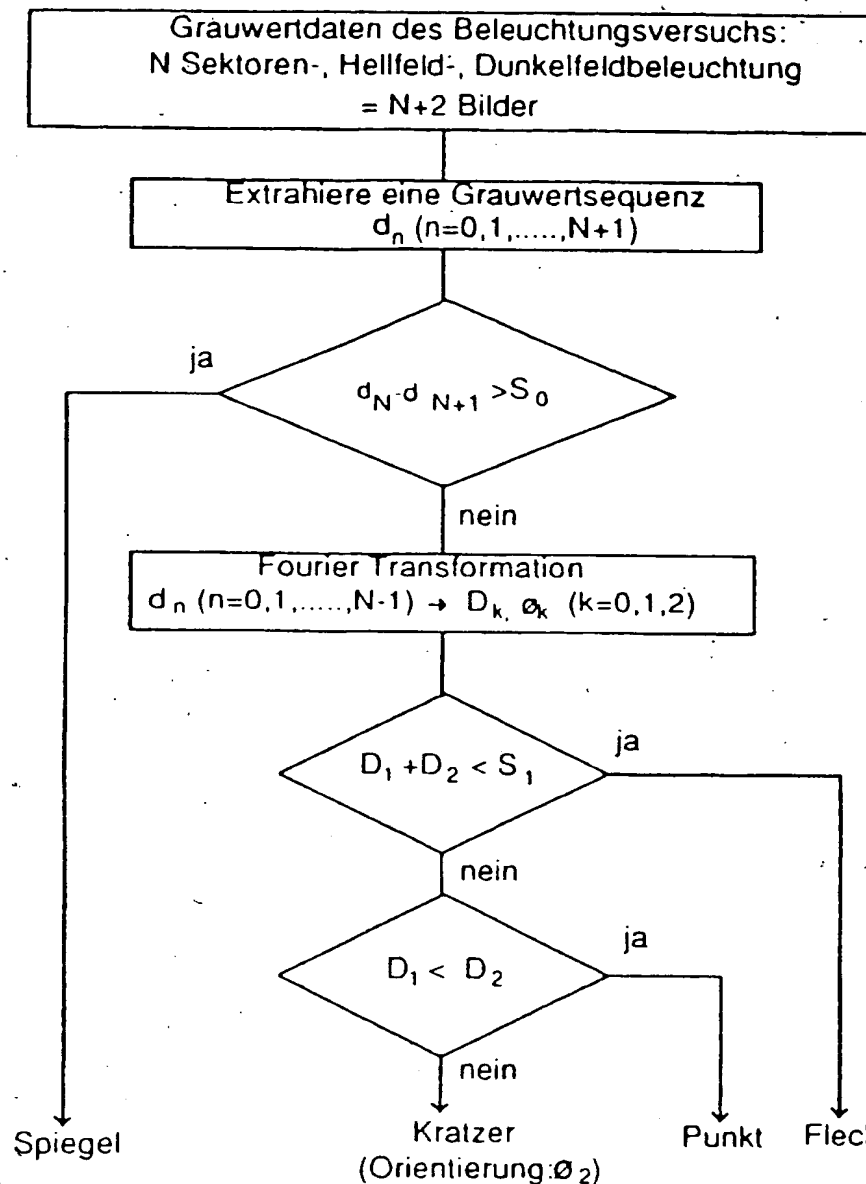 Grauwertdaten des Beleuchtungsversuchs:
N Sektoren-, Hellfeld-, Dunkelfeldbeleuchtung
= N+2 Bilder
Extrahiere eine Grauwertsequenz
d_n (n=0,1,.....,N+1)
ja
d_N-d_N+1 >S_0
nein
Fourier Transformation
d_n (n=0,1,.....,N-1) → D_k, ø_k (k=0,1,2)
D_1 +D_2 < S_1
ja
nein
D_1 < D_2
ja
nein
Spiegel
Kratzer
(Orientierung:Ø_2)
Punkt